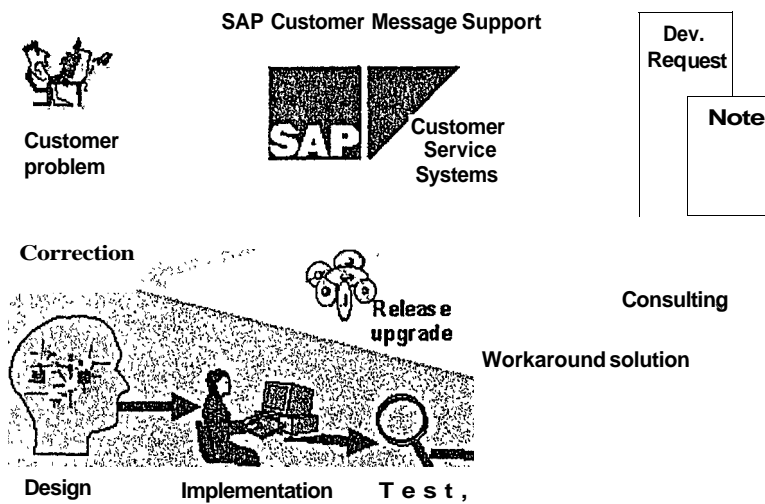 SAP Customer Message Support
Dev.
Request
Note
Customer
problem
SAP
Customer
Service
Systems
Correction
Release
upgrade
Consulting
Workaround solution
Design
Implementation
Test,